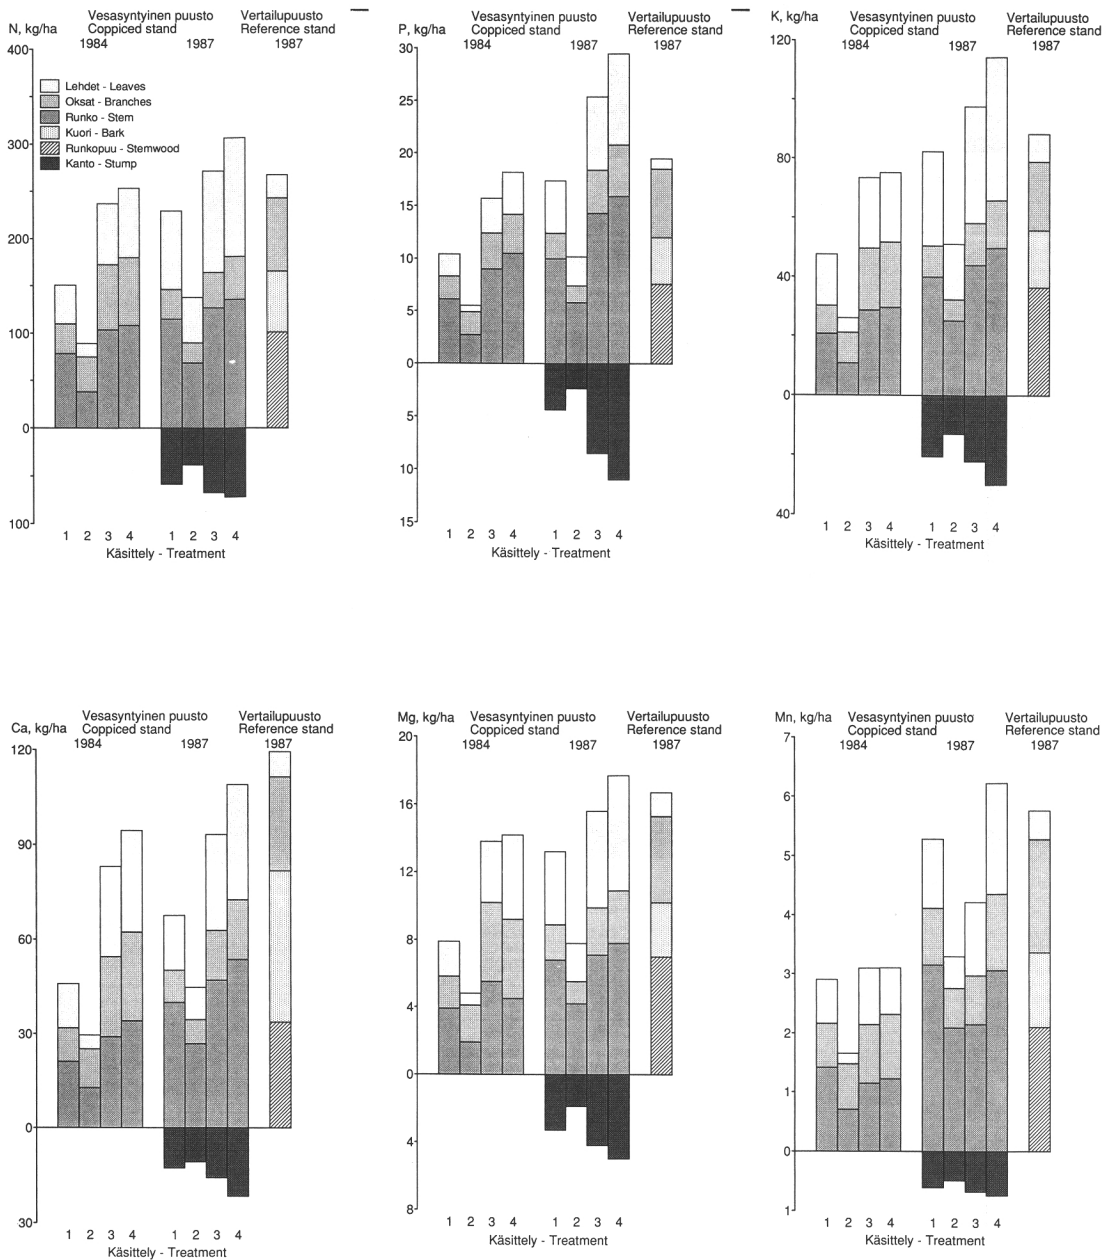 N, kg/ha
Vesasyntyinen puusto
Coppiced stand
1984
1987
Vertailupuusto
Reference stand
1987
400
300
200
100
0
100
Lehdet - Leaves
Oksat - Branches
Runko - Stem
Kuori - Bark
Runkopuu - Stemwood
Kanto - Stump
1 2 3 4 1 2 3 4
Käsittely - Treatment
P, kg/ha
Vesasyntyinen puusto
Coppiced stand
1984
1987
Vertailupuusto
Reference stand
1987
30
25
20
15
10
5
0
5
10
15
1 2 3 4 1 2 3 4
Käsittely - Treatment
K, kg/ha
Vesasyntyinen puusto
Coppiced stand
1984
1987
Vertailupuusto
Reference stand
1987
120
80
40
0
40
1 2 3 4 1 2 3 4
Käsittely - Treatment
Ca, kg/ha
Vesasyntyinen puusto
Coppiced stand
1984
1987
Vertailupuusto
Reference stand
1987
120
90
60
30
0
30
1 2 3 4 1 2 3 4
Käsittely - Treatment
Mg, kg/ha
Vesasyntyinen puusto
Coppiced stand
1984
1987
Vertailupuusto
Reference stand
1987
20
16
12
8
4
0
4
8
1 2 3 4 1 2 3 4
Käsittely - Treatment
Mn, kg/ha
Vesasyntyinen puusto
Coppiced stand
1984
1987
Vertailupuusto
Reference stand
1987
7
6
5
4
3
2
1
0
1
1 2 3 4 1 2 3 4
Käsittely - Treatment